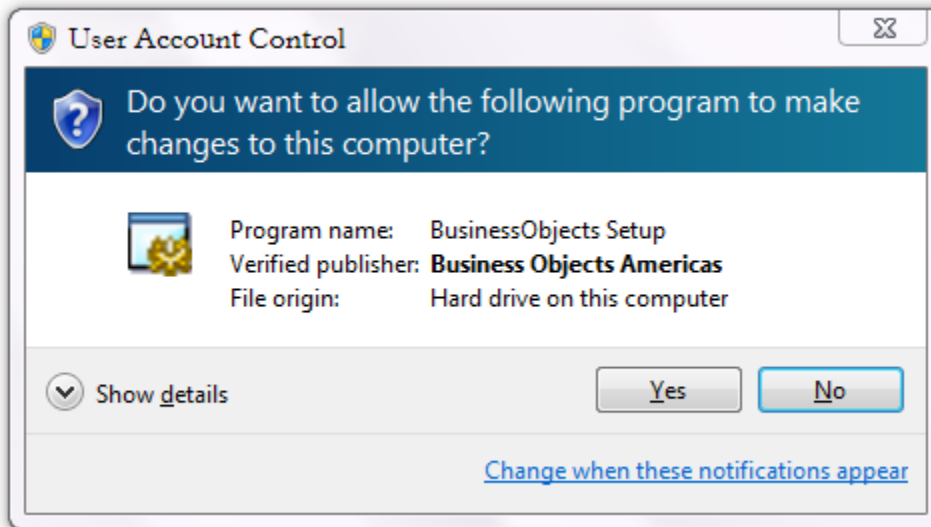 User Account Control
Do you want to allow the following program to make
changes to this computer?
Program name: BusinessObjects Setup
Verified publisher: Business Objects Americas
File origin: Hard drive on this computer
Show details
Yes
No
Change when these notifications appear